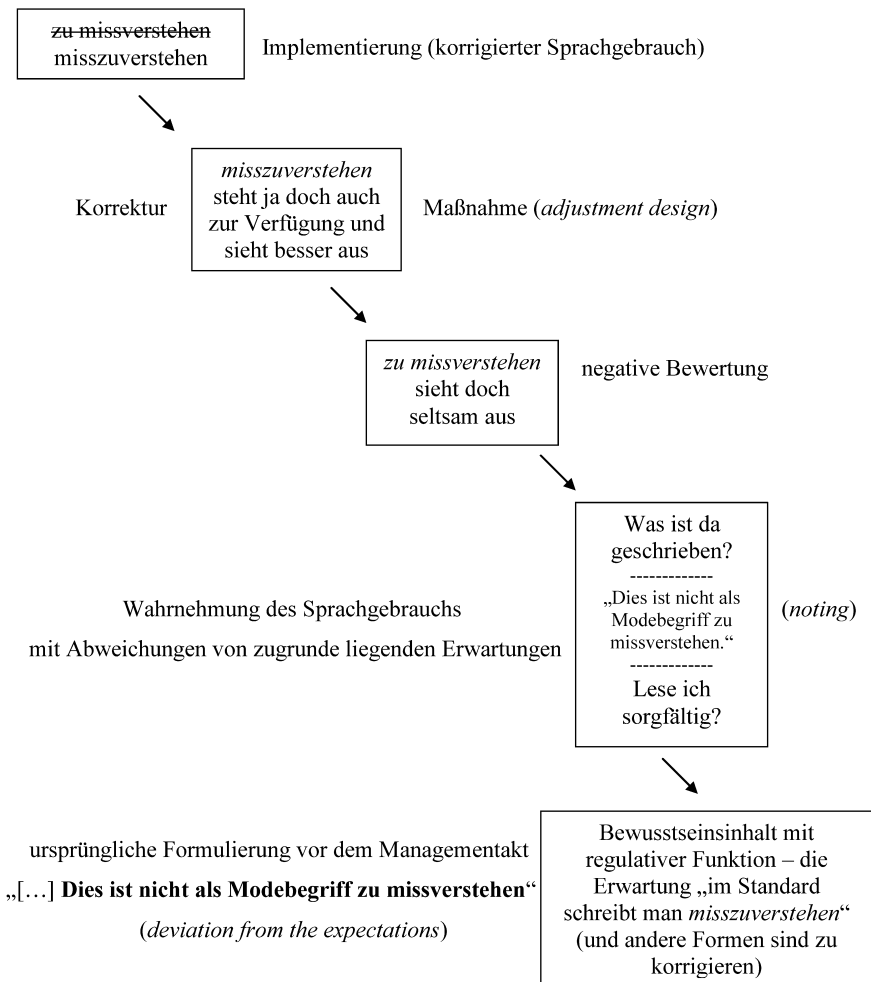 zu missverstehen
misszuverstehen
Implementierung (korrigierter Sprachgebrauch)
misszuverstehen
steht ja doch auch
zur Verfügung und
sieht besser aus
Korrektur
Maßnahme (adjustment design)
zu missverstehen
sieht doch
seltsam aus
negative Bewertung
Was ist da
geschrieben?
-------------
„Dies ist nicht als
Modebegriff zu
missverstehen.“
-------------
Lese ich
sorgfältig?
Wahrnehmung des Sprachgebrauchs
mit Abweichungen von zugrunde liegenden Erwartungen
(noting)
ursprüngliche Formulierung vor dem Managementakt
„[…] Dies ist nicht als Modebegriff zu missverstehen“
(deviation from the expectations)
Bewusstseinsinhalt mit
regulativer Funktion – die
Erwartung „im Standard
schreibt man misszuverstehen“
(und andere Formen sind zu
korrigieren)